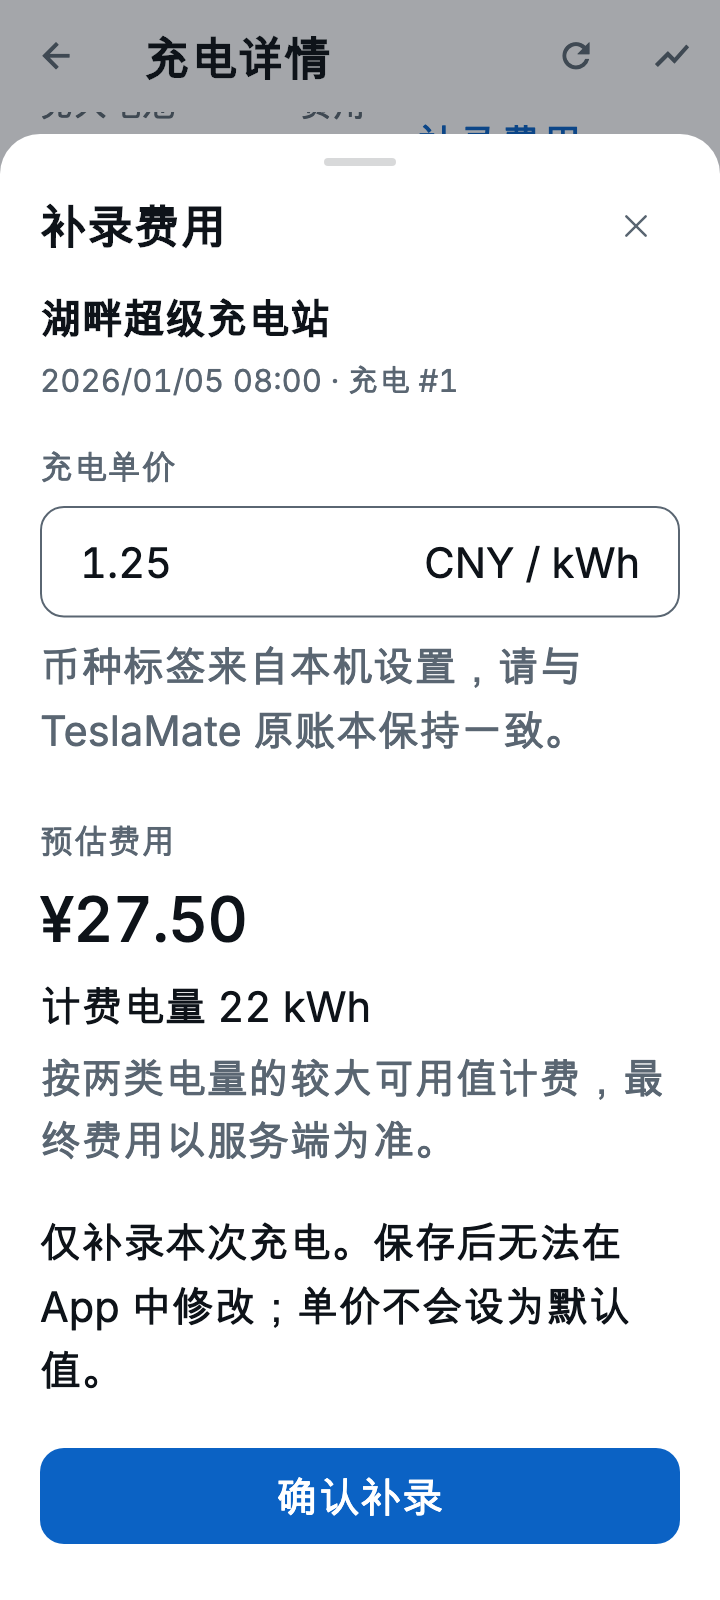 充电详情
补录费用
湖畔超级充电站
2026/01/05 08:00 · 充电 #1
充电单价
1.25 CNY / kWh
币种标签来自本机设置，请与
TeslaMate 原账本保持一致。
预估费用
¥27.50
计费电量 22 kWh
按两类电量的较大可用值计费，最
终费用以服务端为准。
仅补录本次充电。保存后无法在
App 中修改；单价不会设为默认
值。
确认补录